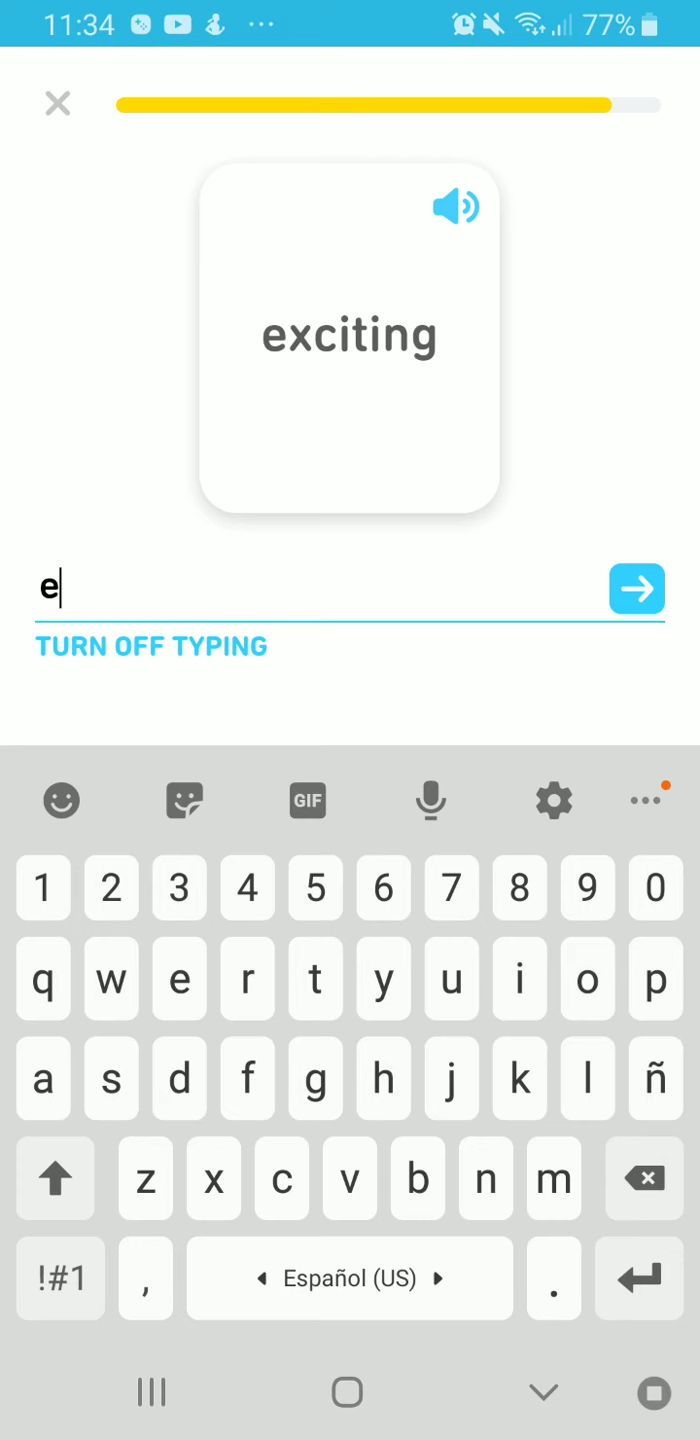 11:34 77%
exciting
e
TURN OFF TYPING
GIF
1 2 3 4 5 6 7 8 9 0
q w e r t y u i o p
a s d f g h j k l ñ
z x c v b n m
!#1 , Español (US) .